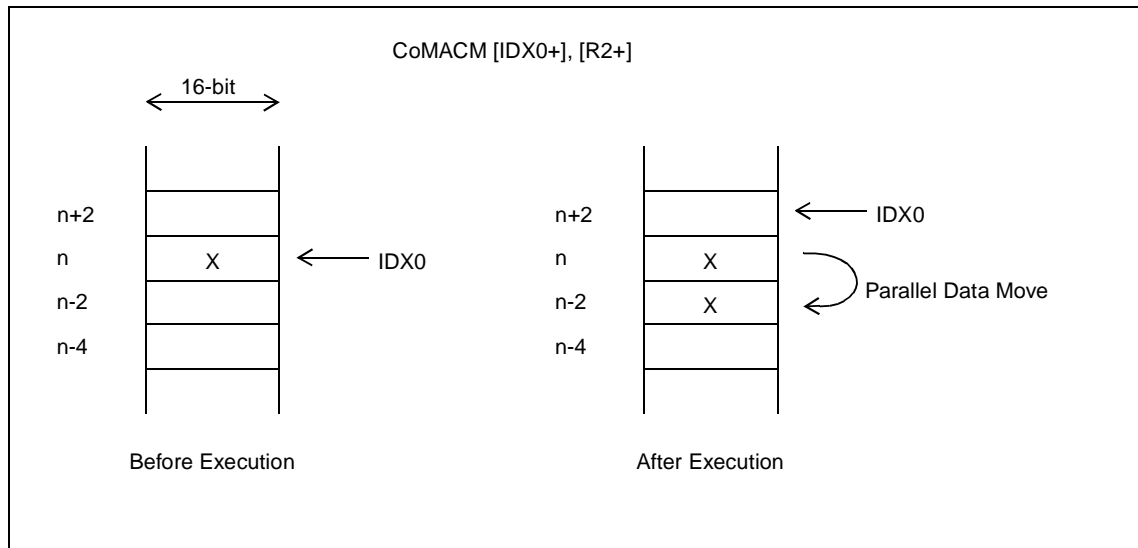 CoMACM [IDX0+], [R2+]
16-bit
n+2
n X IDX0
n-2
n-4
Before Execution
n+2 IDX0
n X
n-2 X Parallel Data Move
n-4
After Execution